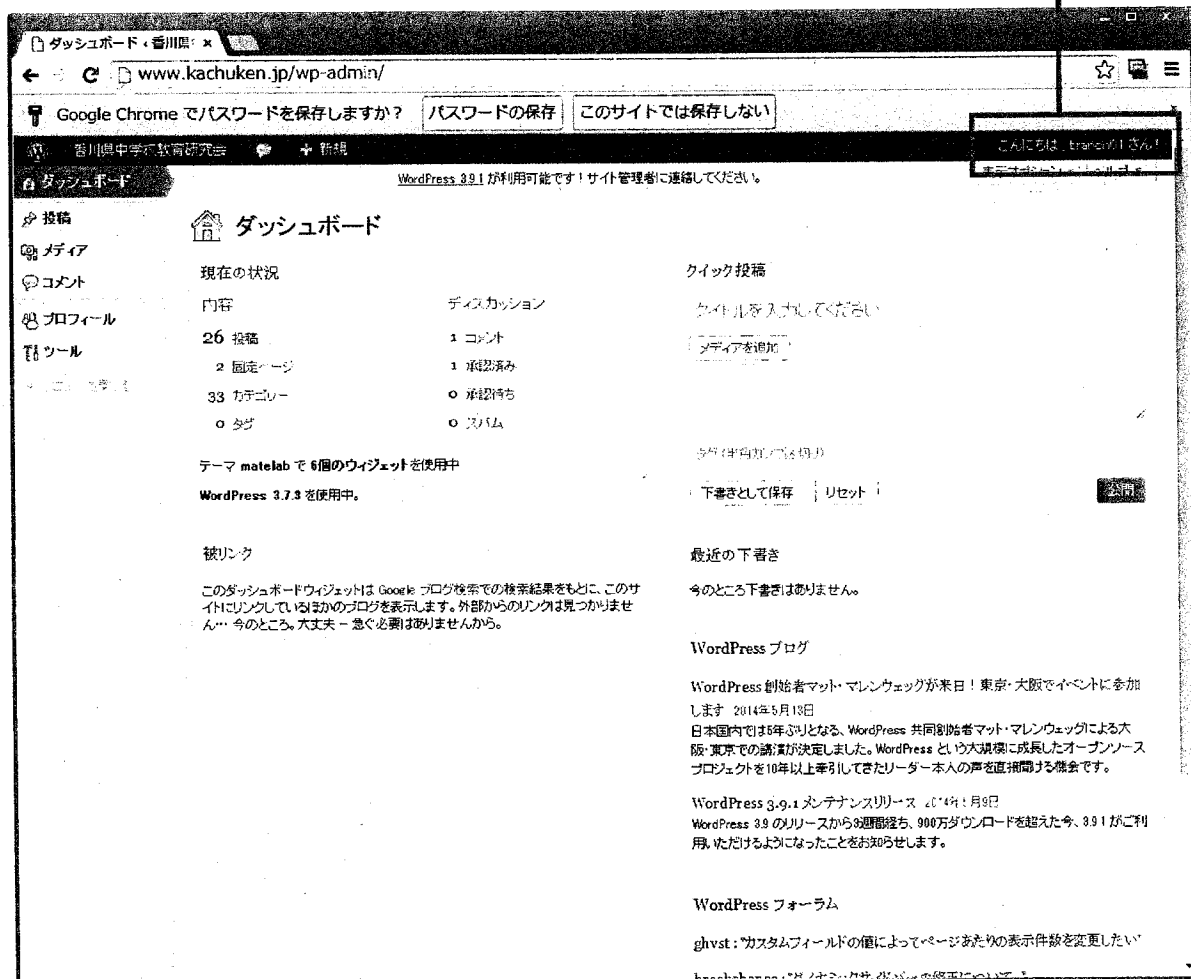 ダッシュボード ‹ 香川県
www.kachuken.jp/wp-admin/
Google Chrome でパスワードを保存しますか? パスワードの保存 このサイトでは保存しない
香川県中学校教育研究会 新規
こんにちは、branch01 さん!
WordPress 3.9.1 が利用可能です!サイト管理者に連絡してください。
ダッシュボード
投稿
メディア
コメント
プロフィール
ツール
ダッシュボード
現在の状況
内容
26 投稿
2 固定ページ
33 カテゴリー
0 タグ
ディスカッション
1 コメント
1 承認済み
0 承認待ち
0 スパム
テーマ matelab で 6個のウィジェットを使用中
WordPress 3.7.3 を使用中。
被リンク
このダッシュボードウィジェットは Google ブログ検索での検索結果をもとに、このサ
イトにリンクしているほかのブログを表示します。外部からのリンクは見つかりませ
ん… 今のところ。大丈夫 – 急ぐ必要はありませんから。
クイック投稿
タイトルを入力してください
メディアを追加
タグ (半角カンマ区切り)
下書きとして保存 リセット 公開
最近の下書き
今のところ下書きはありません。
WordPress ブログ
WordPress 創始者マット・マレンウェッグが来日!東京・大阪でイベントに参加
します 2014年5月13日
日本国内では5年ぶりとなる、WordPress 共同創始者マット・マレンウェッグによる大
阪・東京での講演が決定しました。WordPress という大規模に成長したオープンソース
プロジェクトを10年以上牽引してきたリーダー本人の声を直接聞ける機会です。
WordPress 3.9.1 メンテナンスリリース 2014年5月9日
WordPress 3.9 のリリースから3週間経ち、900万ダウンロードを超えた今、3.9.1 がご利
用いただけるようになったことをお知らせします。
WordPress フォーラム
ghvst : "カスタムフィールドの値によってページあたりの表示件数を変更したい"